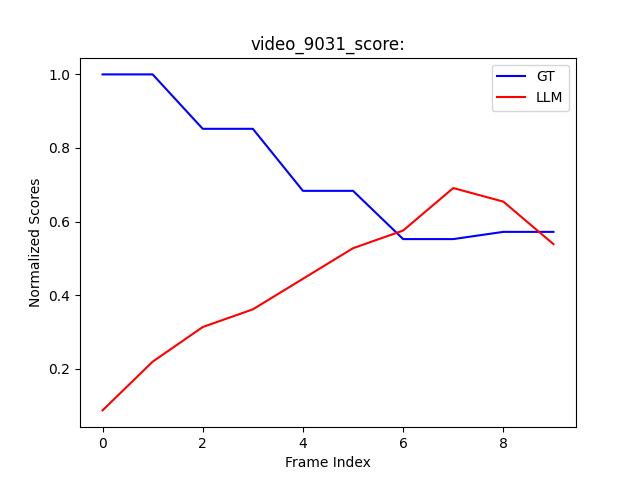 video_9031_score:
GT
LLM
Normalized Scores
1.0
0.8
0.6
0.4
0.2
0 2 4 6 8
Frame Index